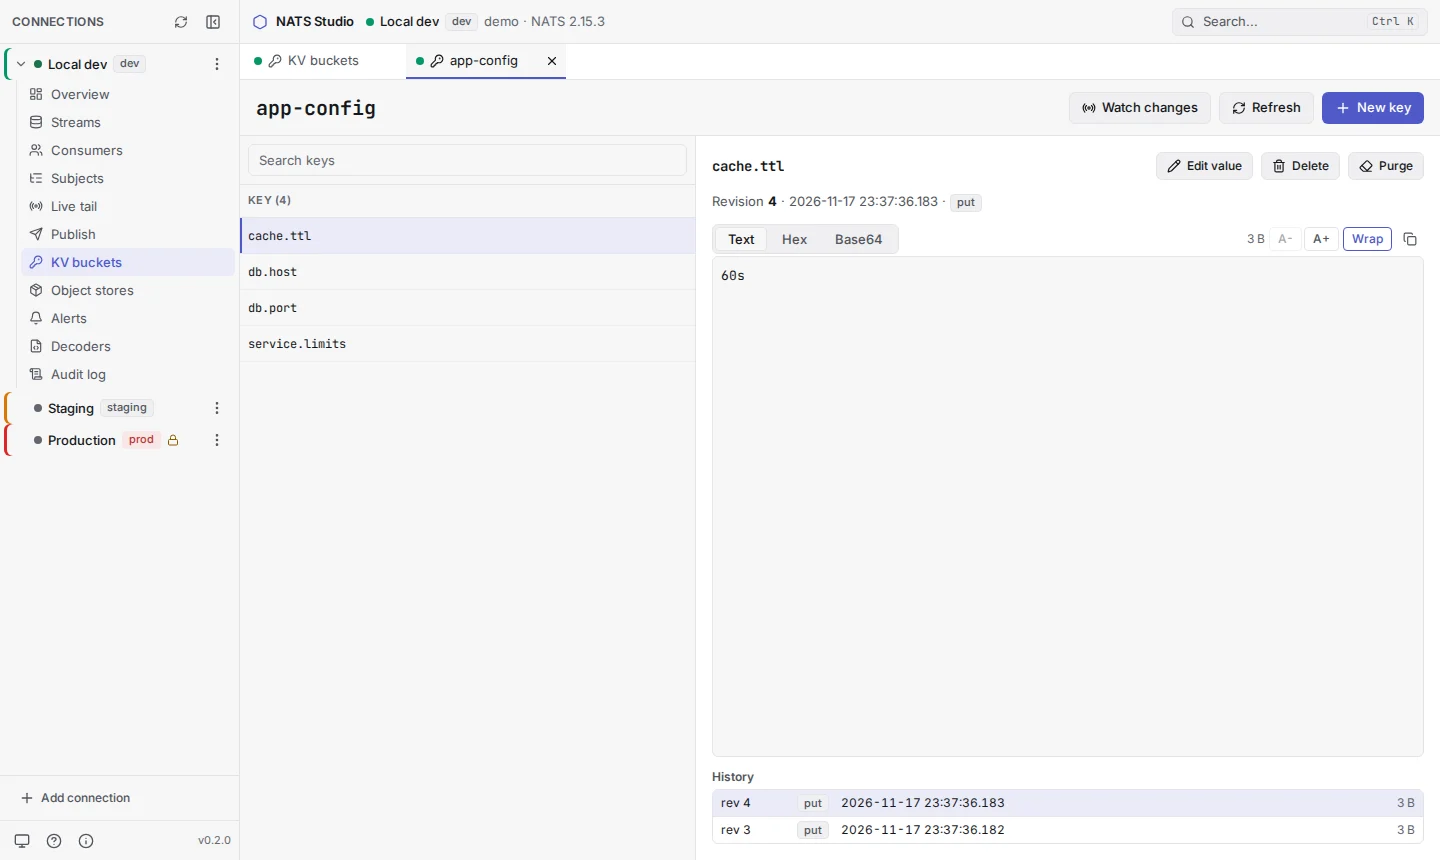 CONNECTIONS
NATS Studio Local dev dev demo · NATS 2.15.3
Search... Ctrl K
Local dev dev
Overview
Streams
Consumers
Subjects
Live tail
Publish
KV buckets
Object stores
Alerts
Decoders
Audit log
Staging staging
Production prod
Add connection
v0.2.0
KV buckets app-config
app-config
Watch changes Refresh New key
Search keys
KEY (4)
cache.ttl
db.host
db.port
service.limits
cache.ttl
Edit value Delete Purge
Revision 4 · 2026-11-17 23:37:36.183 · put
Text Hex Base64
3 B A- A+ Wrap
60s
History
rev 4 put 2026-11-17 23:37:36.183 3 B
rev 3 put 2026-11-17 23:37:36.182 3 B